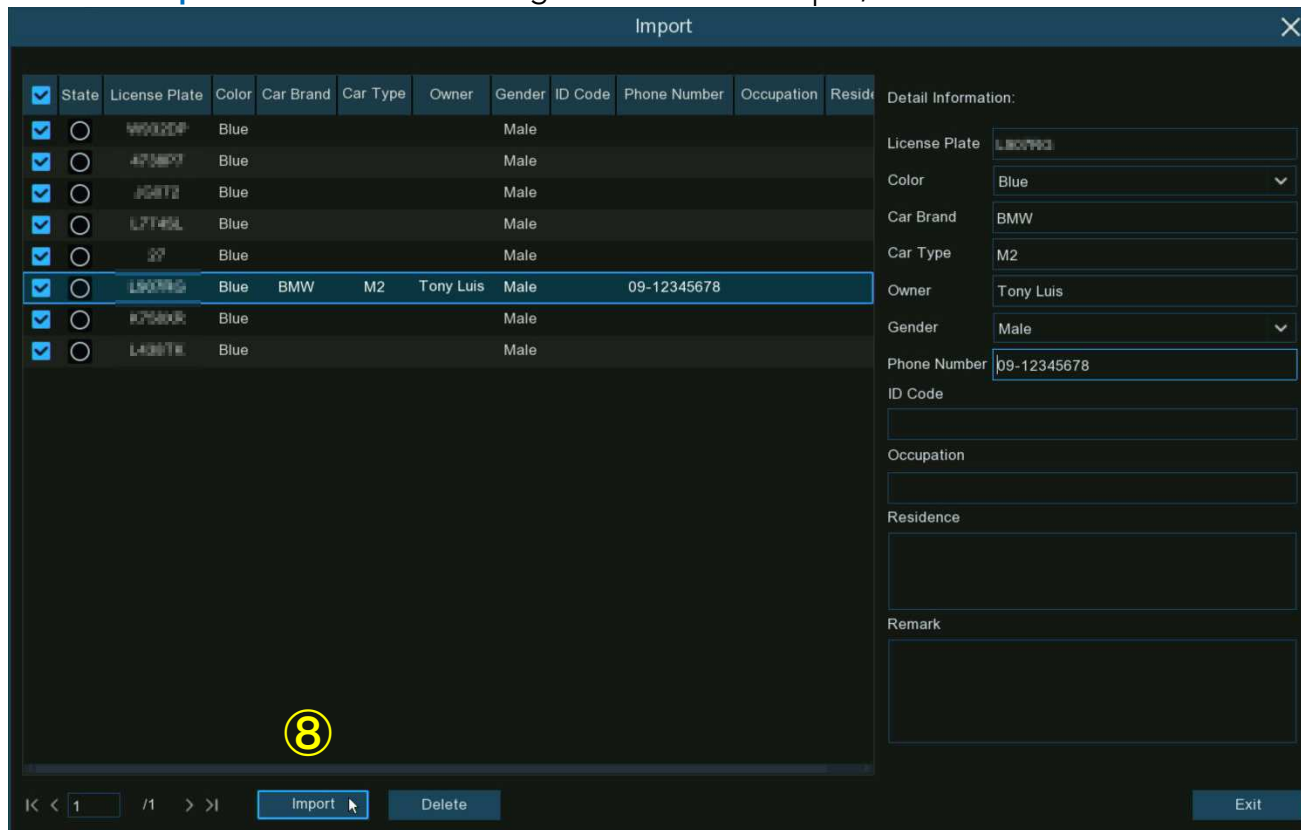 Import
State License Plate Color Car Brand Car Type Owner Gender ID Code Phone Number Occupation Reside
Blue Male
Blue Male
Blue Male
Blue Male
Blue Male
Blue BMW M2 Tony Luis Male 09-12345678
Blue Male
Blue Male
Detail Information:
License Plate
Color Blue
Car Brand BMW
Car Type M2
Owner Tony Luis
Gender Male
Phone Number 09-12345678
ID Code
Occupation
Residence
Remark
⑧
|< < 1 /1 > >| Import Delete Exit